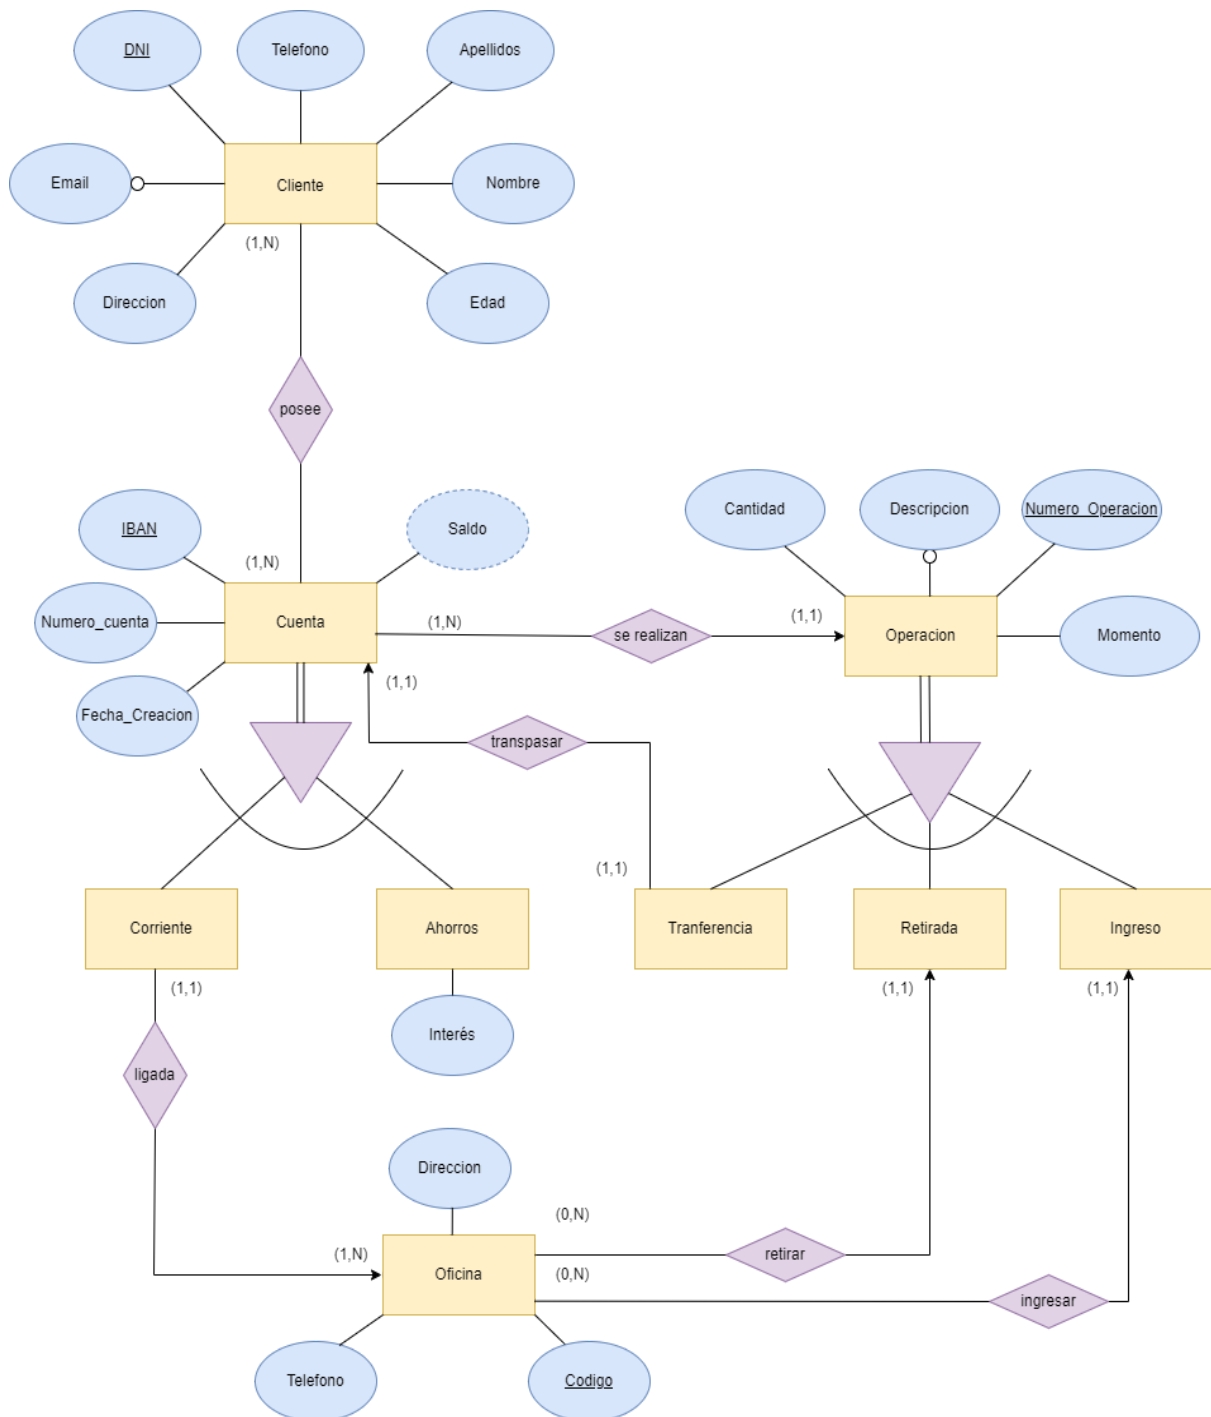 DNI
Telefono
Apellidos
Email
Cliente
Nombre
(1,N)
Direccion
Edad
posee
IBAN
Saldo
Cantidad
Descripcion
Numero_Operacion
(1,N)
Numero_cuenta
Cuenta
(1,N)
se realizan
(1,1)
Operacion
Momento
(1,1)
Fecha_Creacion
transpasar
(1,1)
Corriente
Ahorros
Tranferencia
Retirada
Ingreso
(1,1)
(1,1)
(1,1)
Interés
ligada
Direccion
(0,N)
(1,N)
retirar
Oficina
(0,N)
ingresar
Telefono
Codigo